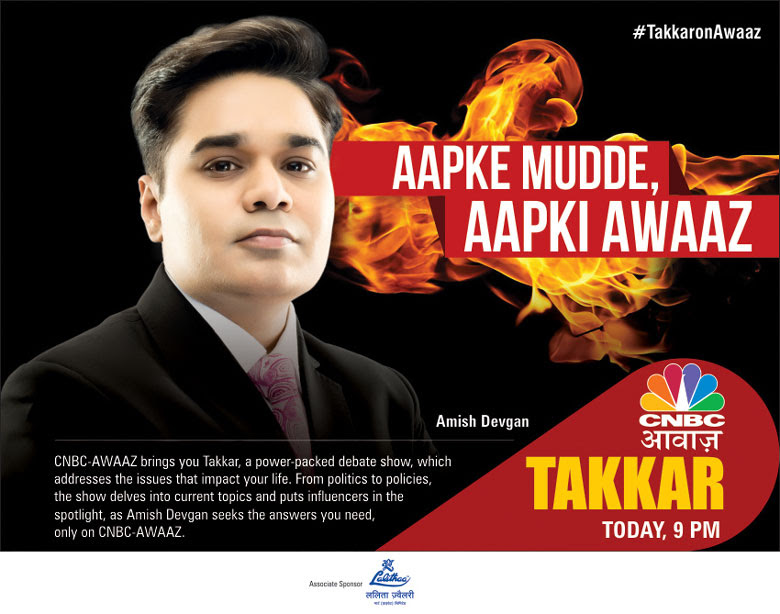 #TakkaronAwaaz
AAPKE MUDDE,
AAPKI AWAAZ
Amish Devgan
CNBC-AWAAZ brings you Takkar, a power-packed debate show, which
addresses the issues that impact your life. From politics to policies,
the show delves into current topics and puts influencers in the
spotlight, as Amish Devgan seeks the answers you need,
only on CNBC-AWAAZ.
CNBC
आवाज़
TAKKAR
TODAY, 9 PM
Associate Sponsor
Lalithaa
ललिता ज्वैलरी